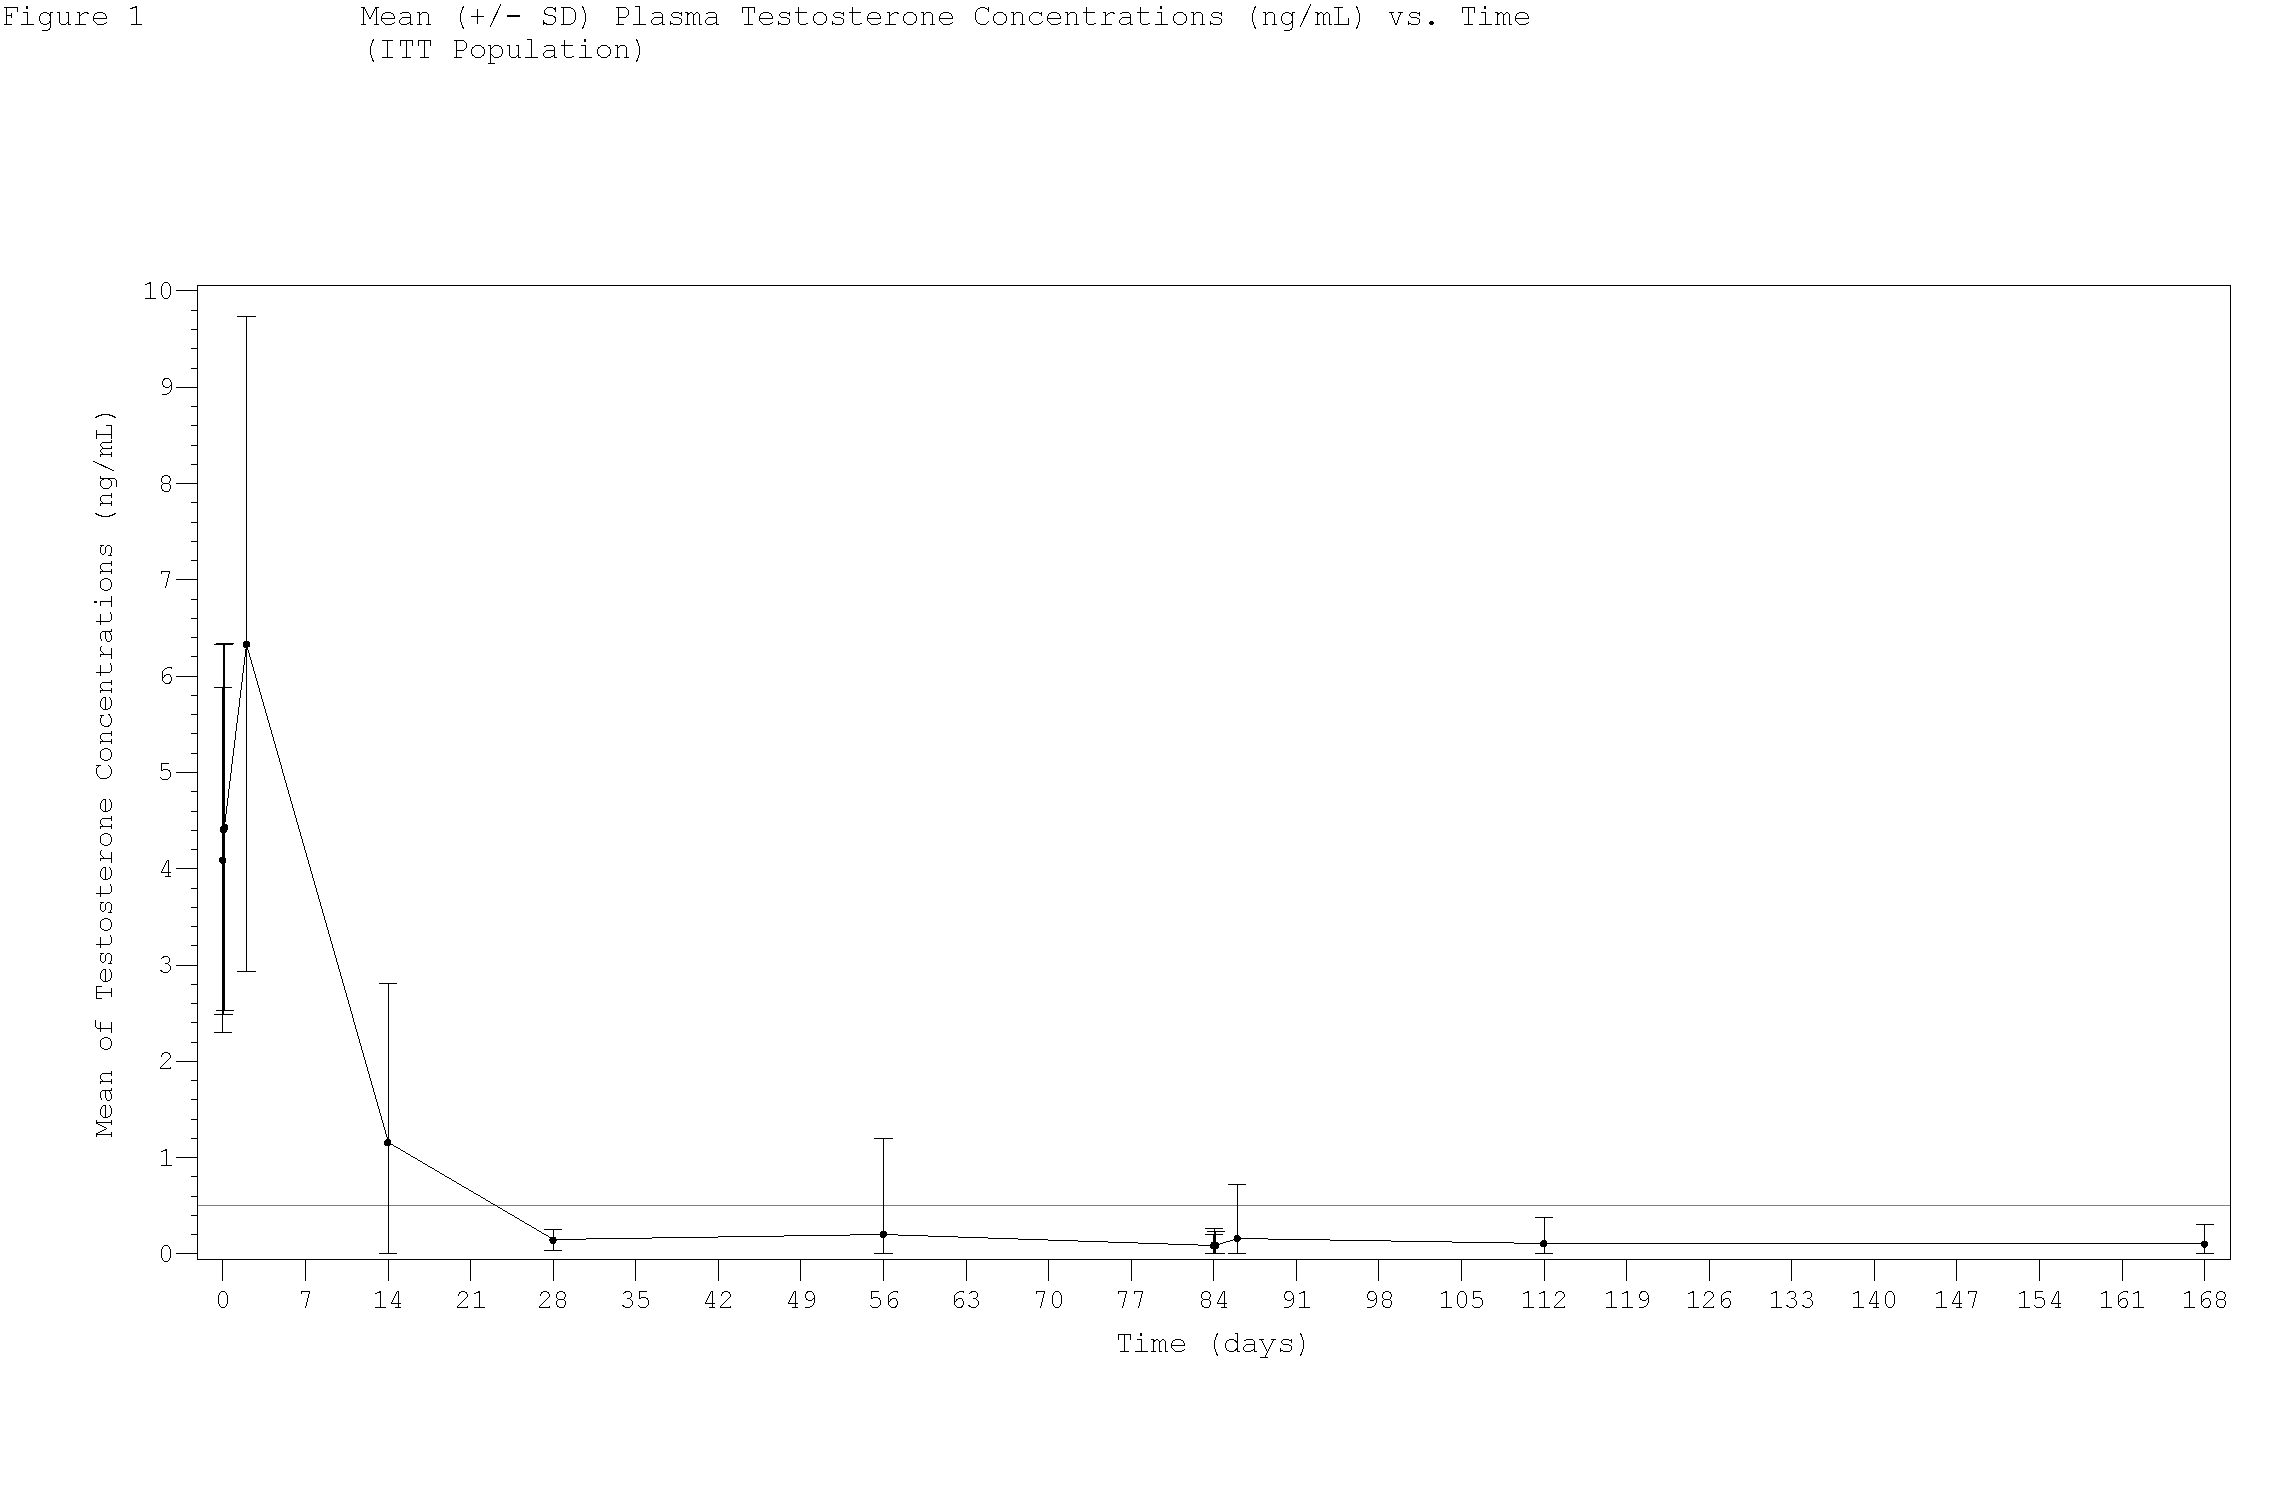 Figure 1 Mean (+/- SD) Plasma Testosterone Concentrations (ng/mL) vs. Time
(ITT Population)
Mean of Testosterone Concentrations (ng/mL)
10
9
8
7
6
5
4
3
2
1
0
0 7 14 21 28 35 42 49 56 63 70 77 84 91 98 105 112 119 126 133 140 147 154 161 168
Time (days)